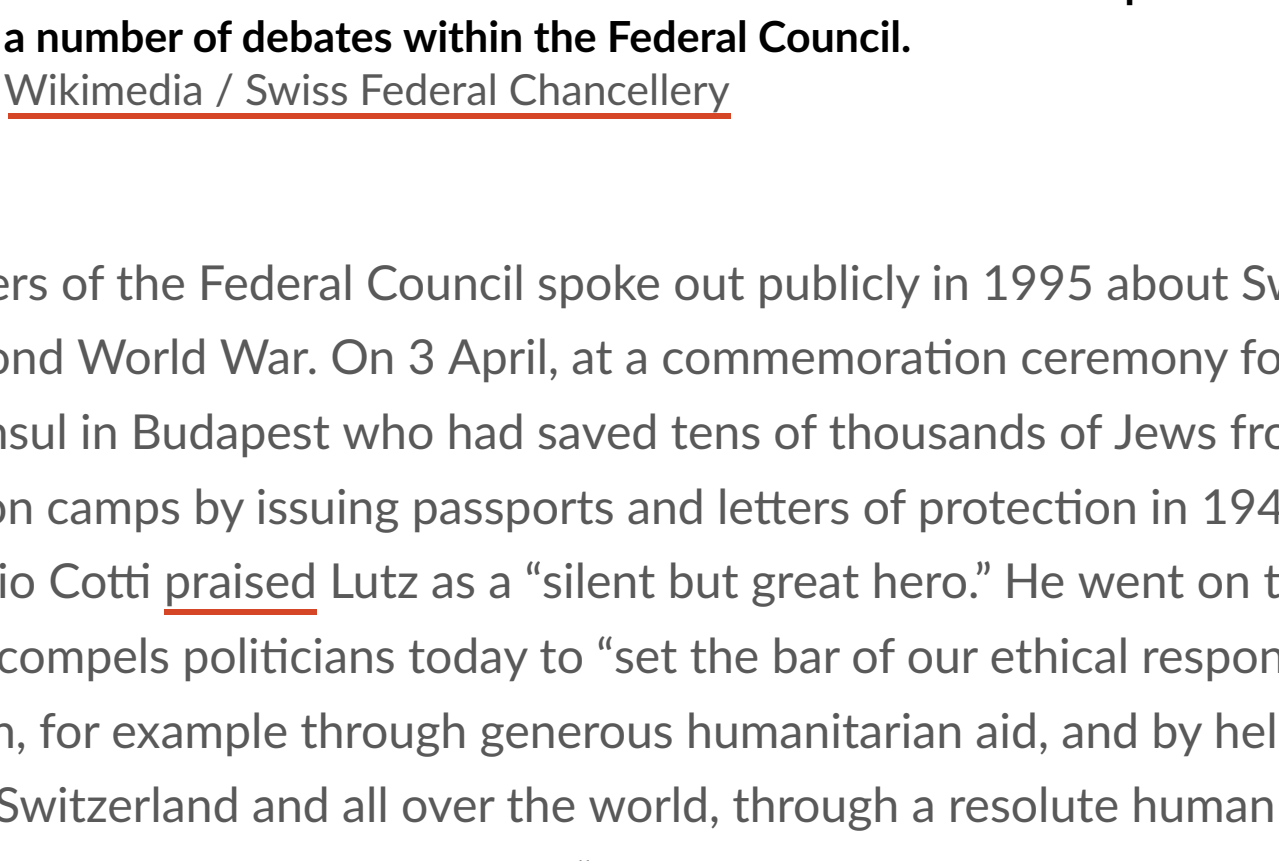 a number of debates within the Federal Council.
Wikimedia / Swiss Federal Chancellery
ers of the Federal Council spoke out publicly in 1995 about Sw
ond World War. On 3 April, at a commemoration ceremony fo
nsul in Budapest who had saved tens of thousands of Jews fro
on camps by issuing passports and letters of protection in 194
io Cotti praised Lutz as a “silent but great hero.” He went on t
compels politicians today to “set the bar of our ethical respon
n, for example through generous humanitarian aid, and by hel
Switzerland and all over the world, through a resolute human